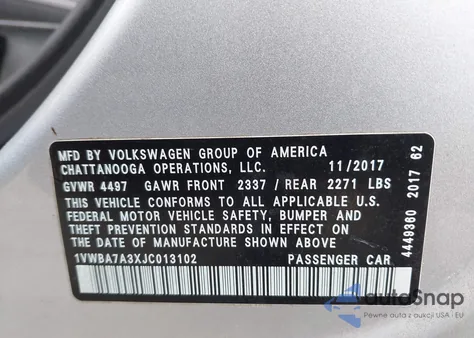 MFD BY VOLKSWAGEN GROUP OF AMERICA
CHATTANOOGA OPERATIONS, LLC. 11/2017
GVWR 4497 GAWR FRONT 2337 / REAR 2271 LBS
THIS VEHICLE CONFORMS TO ALL APPLICABLE U.S.
FEDERAL MOTOR VEHICLE SAFETY, BUMPER AND
THEFT PREVENTION STANDARDS IN EFFECT
ON THE DATE OF MANUFACTURE SHOWN ABOVE.
1VWBA7A3XJC013102 PASSENGER CAR
4449360 2017 62
autoSnap
Pewne auta z aukcji USA i EU